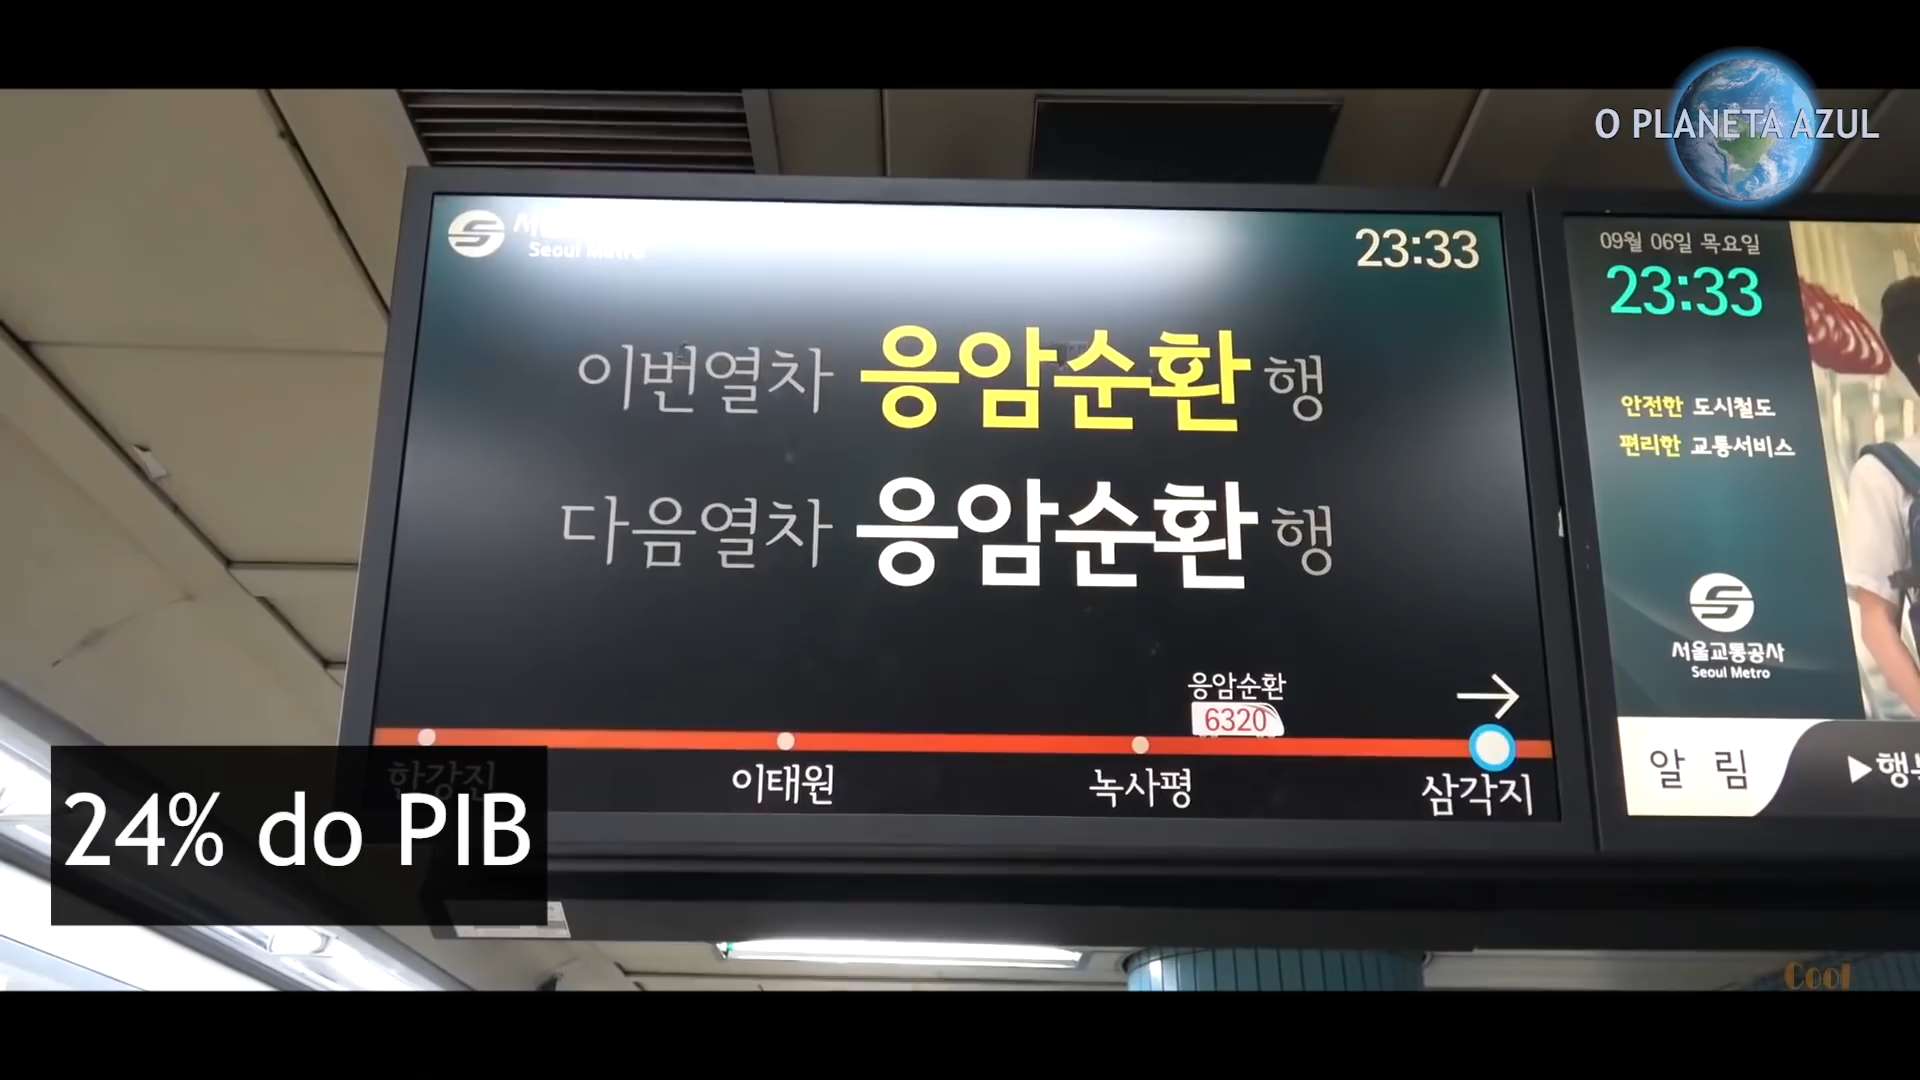 O PLANETA AZUL
Seoul Metro
23:33
이번열차 응암순환 행
다음열차 응암순환 행
응암순환
6320
한강진 이태원 녹사평 삼각지
09월 06일 목요일
23:33
안전한 도시철도
편리한 교통서비스
서울교통공사
Seoul Metro
알 림
24% do PIB
Cool